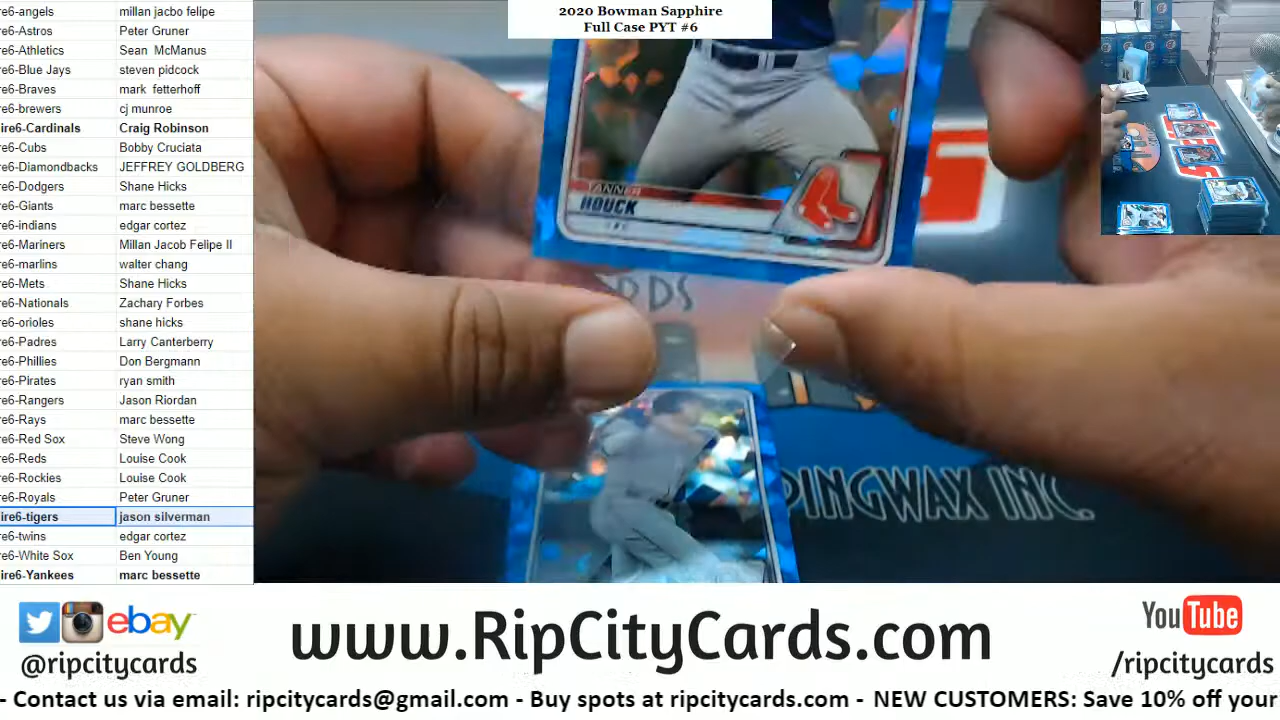 re6-angels millan jacbo felipe
re6-Astros Peter Gruner
re6-Athletics Sean McManus
re6-Blue Jays steven pidcock
re6-Braves mark fetterhoff
re6-brewers cj munroe
ire6-Cardinals Craig Robinson
re6-Cubs Bobby Cruciata
re6-Diamondbacks JEFFREY GOLDBERG
re6-Dodgers Shane Hicks
re6-Giants marc bessette
re6-indians edgar cortez
re6-Mariners Millan Jacob Felipe II
re6-marlins walter chang
re6-Mets Shane Hicks
re6-Nationals Zachary Forbes
re6-orioles shane hicks
re6-Padres Larry Canterberry
re6-Phillies Don Bergmann
re6-Pirates ryan smith
re6-Rangers Jason Riordan
re6-Rays marc bessette
re6-Red Sox Steve Wong
re6-Reds Louise Cook
re6-Rockies Louise Cook
re6-Royals Peter Gruner
ire6-tigers jason silverman
re6-twins edgar cortez
re6-White Sox Ben Young
ire6-Yankees marc bessette
2020 Bowman Sapphire
Full Case PYT #6
TANNER
HOUCK
RDS
DINGWAX INC.
ebay
@ripcitycards
www.RipCityCards.com
YouTube
/ripcitycards
- Contact us via email: ripcitycards@gmail.com - Buy spots at ripcitycards.com - NEW CUSTOMERS: Save 10% off your